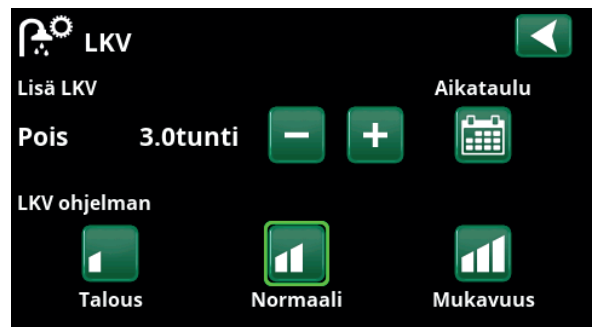 LKV
Lisä LKV Aikataulu
Pois 3.0tunti − +
LKV ohjelman
Talous Normaali Mukavuus